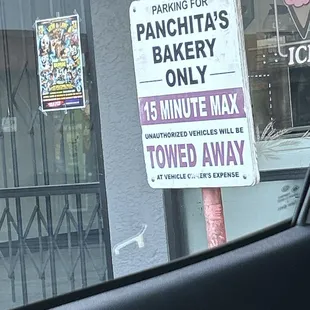 PARKING FOR
PANCHITA'S
BAKERY
ONLY
15 MINUTE MAX
UNAUTHORIZED VEHICLES WILL BE
TOWED AWAY
AT VEHICLE OWNER'S EXPENSE